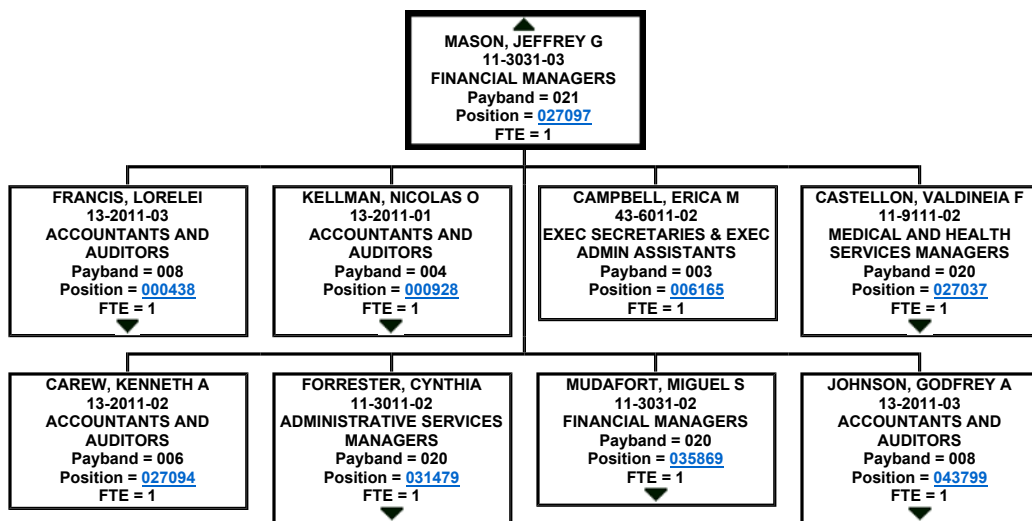 MASON, JEFFREY G
11-3031-03
FINANCIAL MANAGERS
Payband = 021
Position = 027097
FTE = 1
FRANCIS, LORELEI
13-2011-03
ACCOUNTANTS AND
AUDITORS
Payband = 008
Position = 000438
FTE = 1
KELLMAN, NICOLAS O
13-2011-01
ACCOUNTANTS AND
AUDITORS
Payband = 004
Position = 000928
FTE = 1
CAMPBELL, ERICA M
43-6011-02
EXEC SECRETARIES & EXEC
ADMIN ASSISTANTS
Payband = 003
Position = 006165
FTE = 1
CASTELLON, VALDINEIA F
11-9111-02
MEDICAL AND HEALTH
SERVICES MANAGERS
Payband = 020
Position = 027037
FTE = 1
CAREW, KENNETH A
13-2011-02
ACCOUNTANTS AND
AUDITORS
Payband = 006
Position = 027094
FTE = 1
FORRESTER, CYNTHIA
11-3011-02
ADMINISTRATIVE SERVICES
MANAGERS
Payband = 020
Position = 031479
FTE = 1
MUDAFORT, MIGUEL S
11-3031-02
FINANCIAL MANAGERS
Payband = 020
Position = 035869
FTE = 1
JOHNSON, GODFREY A
13-2011-03
ACCOUNTANTS AND
AUDITORS
Payband = 008
Position = 043799
FTE = 1